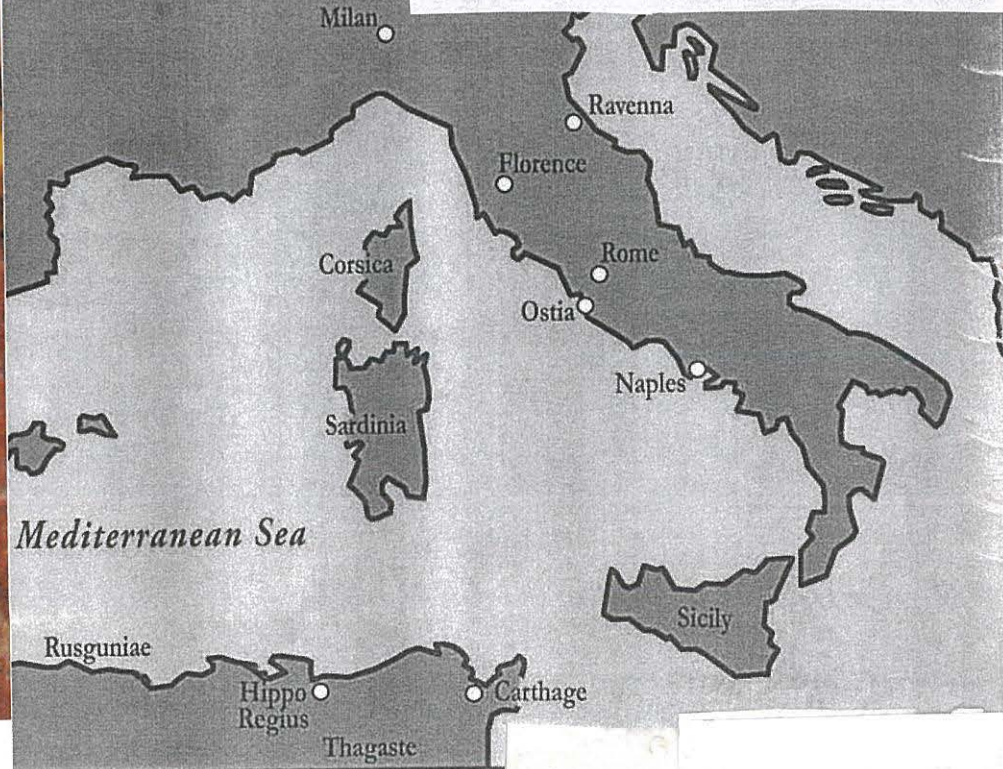 Milan
Ravenna
Florence
Corsica
Rome
Ostia
Naples
Sardinia
Mediterranean Sea
Sicily
Rusguniae
Hippo
Regius
Carthage
Thagaste